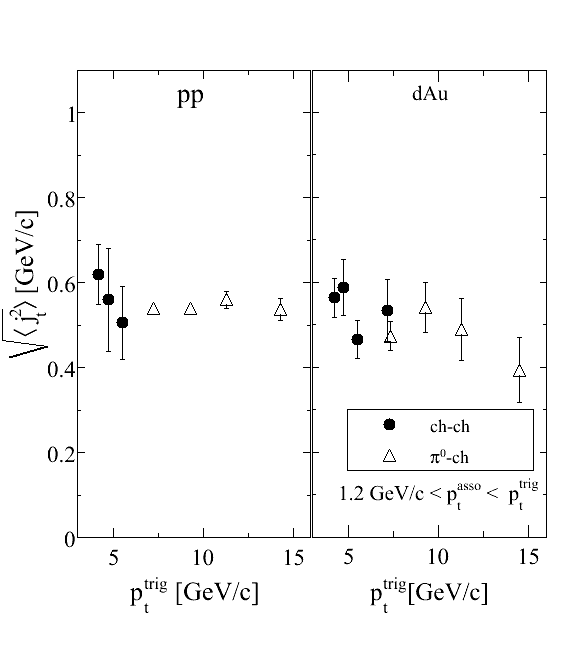 pp
dAu
1
0.8
0.6
0.4
0.2
0
√⟨j_t^2⟩ [GeV/c]
ch-ch
π^0-ch
1.2 GeV/c < p_t^asso < p_t^trig
5 10 15
5 10 15
p_t^trig [GeV/c]
p_t^trig[GeV/c]